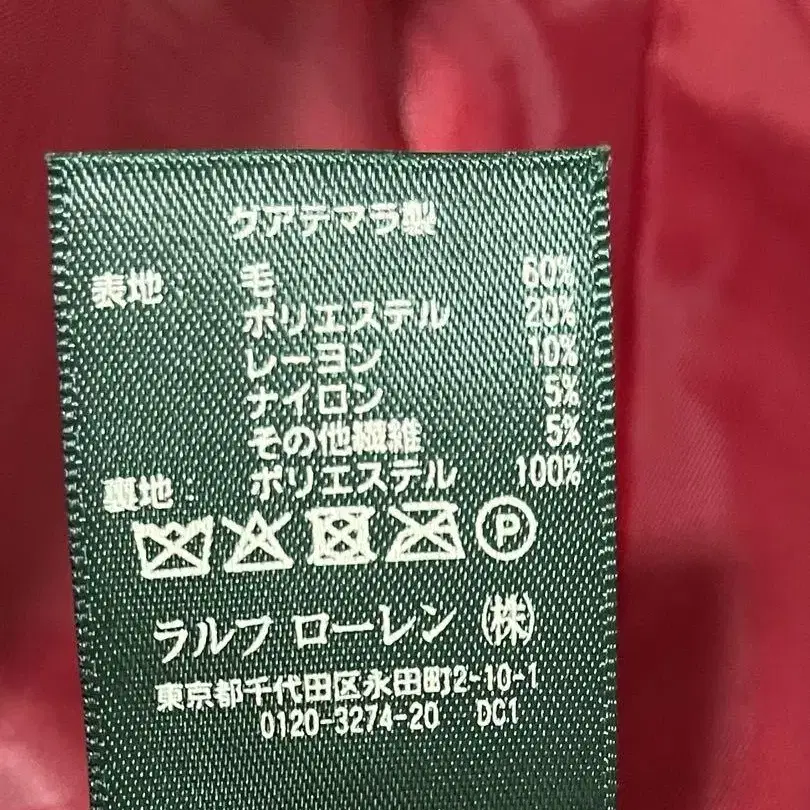 グアテマラ製
表地: 毛 60%
ポリエステル 20%
レーヨン 10%
ナイロン 5%
その他繊維 5%
裏地: ポリエステル 100%
P
ラルフ ローレン (株)
東京都千代田区永田町2-10-1
0120-3274-20 DC1